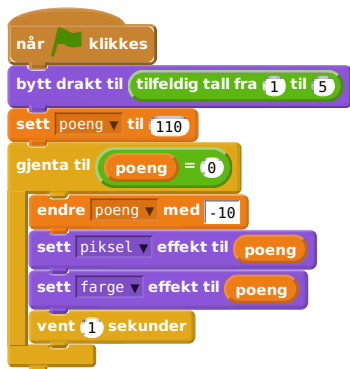 når klikkes
bytt drakt til tilfeldig tall fra 1 til 5
sett poeng ▼ til 110
gjenta til poeng = 0
endre poeng ▼ med -10
sett piksel ▼ effekt til poeng
sett farge ▼ effekt til poeng
vent 1 sekunder